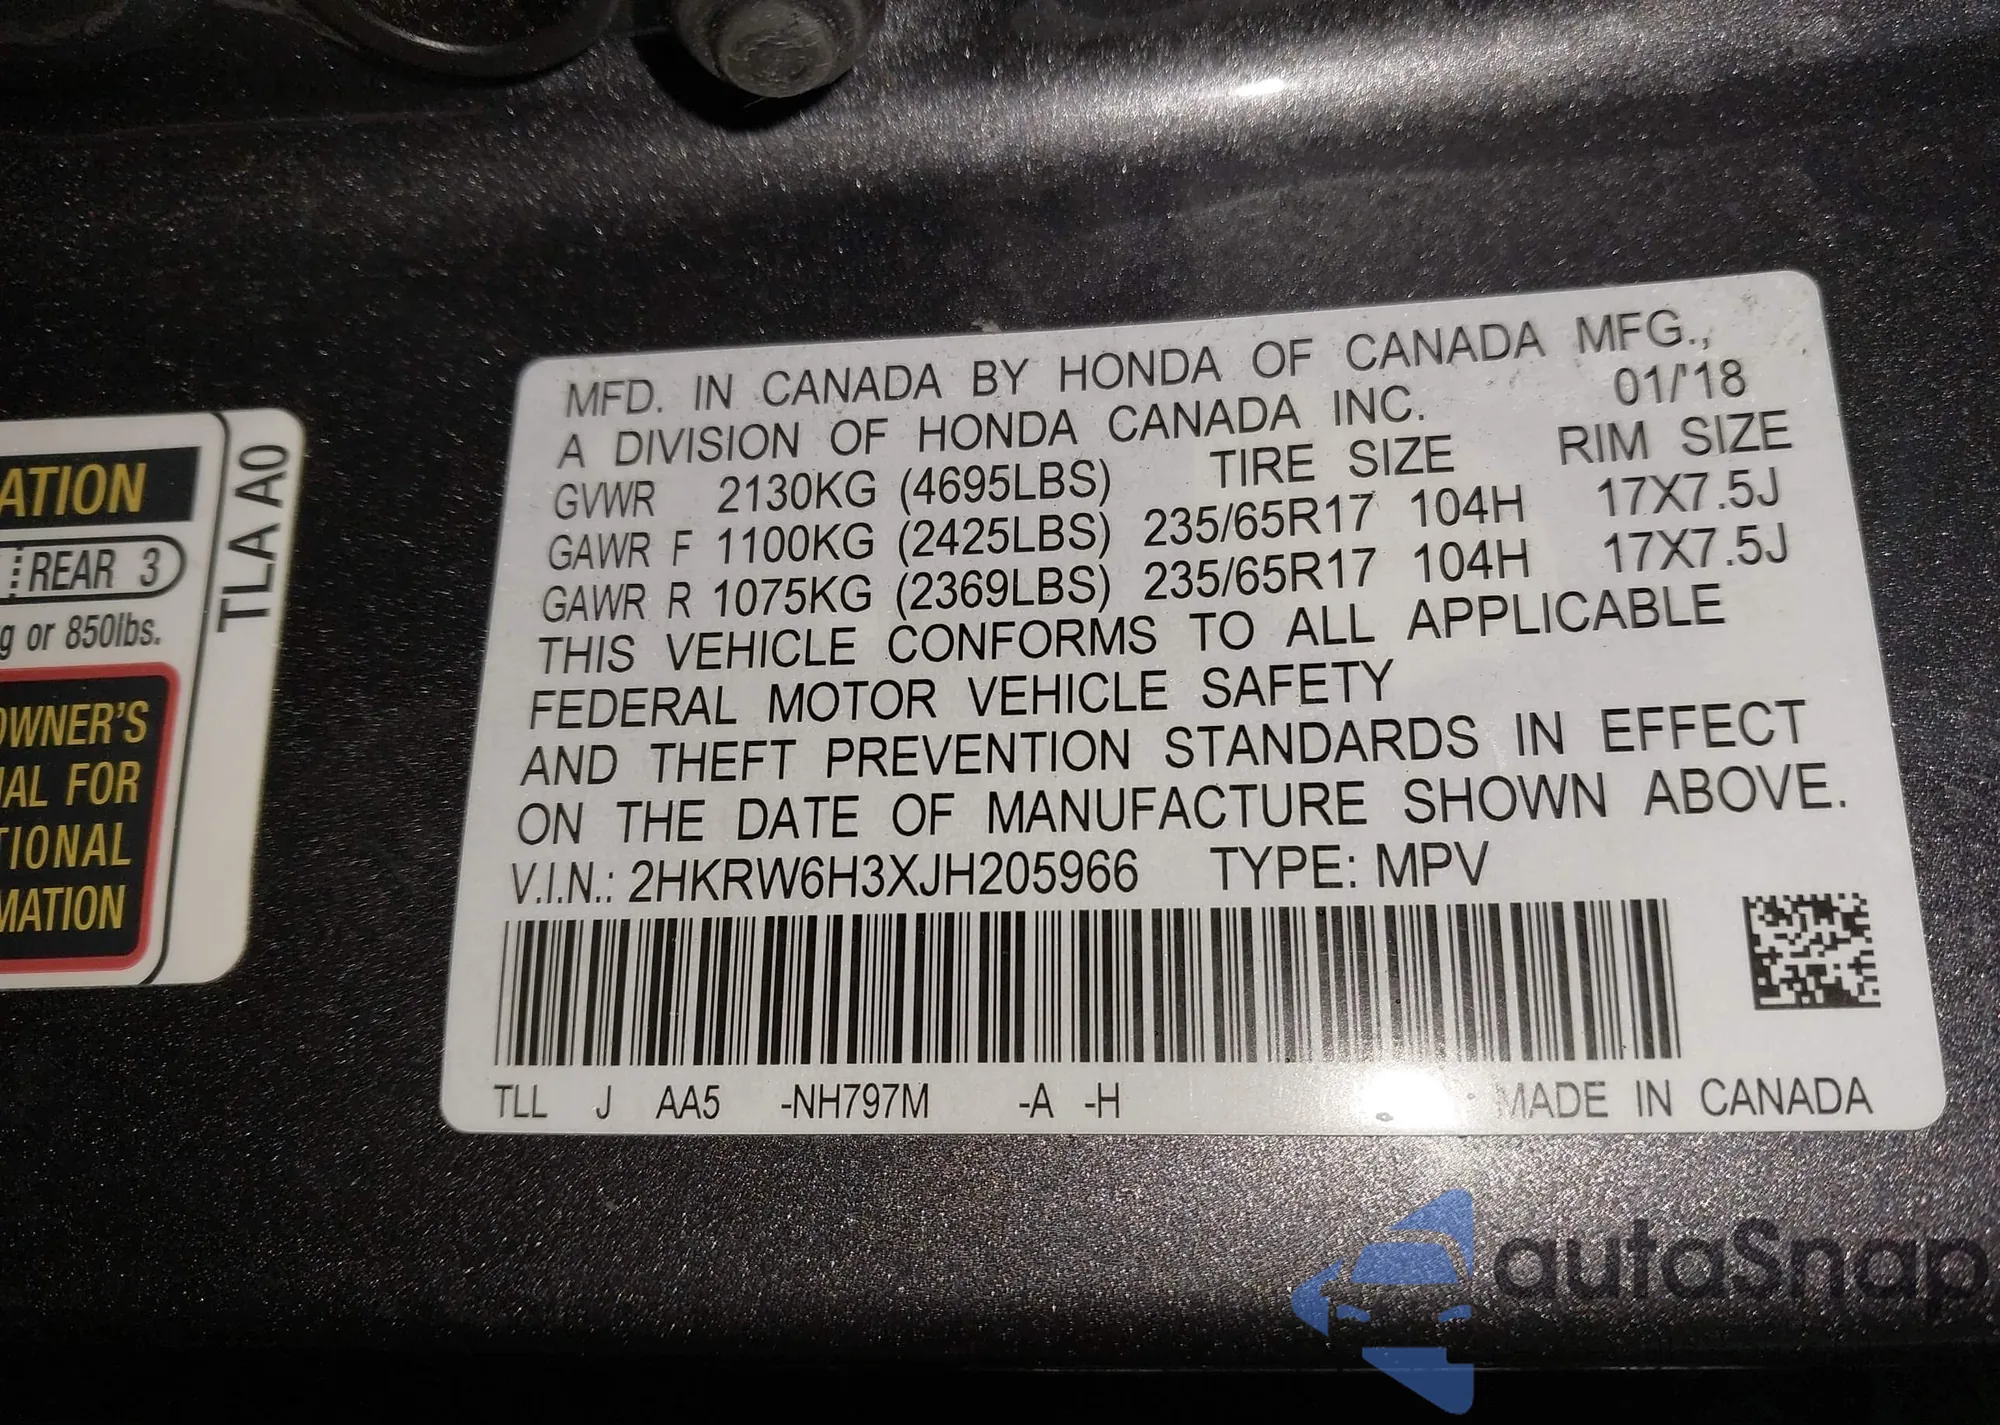 ATION
REAR 3
g or 850lbs.
OWNER'S
AL FOR
TIONAL
MATION
TLA A0
MFD. IN CANADA BY HONDA OF CANADA MFG.,
A DIVISION OF HONDA CANADA INC. 01/'18
GVWR 2130KG (4695LBS) TIRE SIZE RIM SIZE
GAWR F 1100KG (2425LBS) 235/65R17 104H 17X7.5J
GAWR R 1075KG (2369LBS) 235/65R17 104H 17X7.5J
THIS VEHICLE CONFORMS TO ALL APPLICABLE
FEDERAL MOTOR VEHICLE SAFETY
AND THEFT PREVENTION STANDARDS IN EFFECT
ON THE DATE OF MANUFACTURE SHOWN ABOVE.
V.I.N.: 2HKRW6H3XJH205966 TYPE: MPV
TLL J AA5 -NH797M -A -H MADE IN CANADA
autoSnap